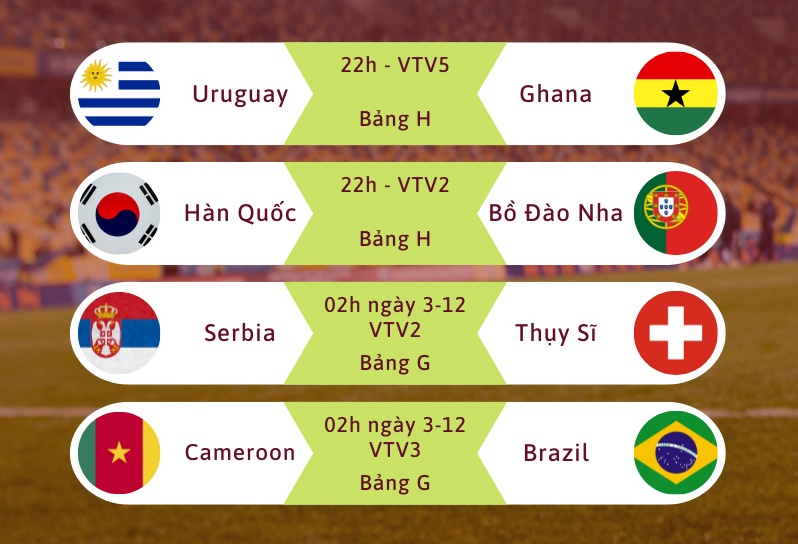 Uruguay
22h - VTV5
Bảng H
Ghana
Hàn Quốc
22h - VTV2
Bảng H
Bồ Đào Nha
Serbia
02h ngày 3-12
VTV2
Bảng G
Thụy Sĩ
Cameroon
02h ngày 3-12
VTV3
Bảng G
Brazil